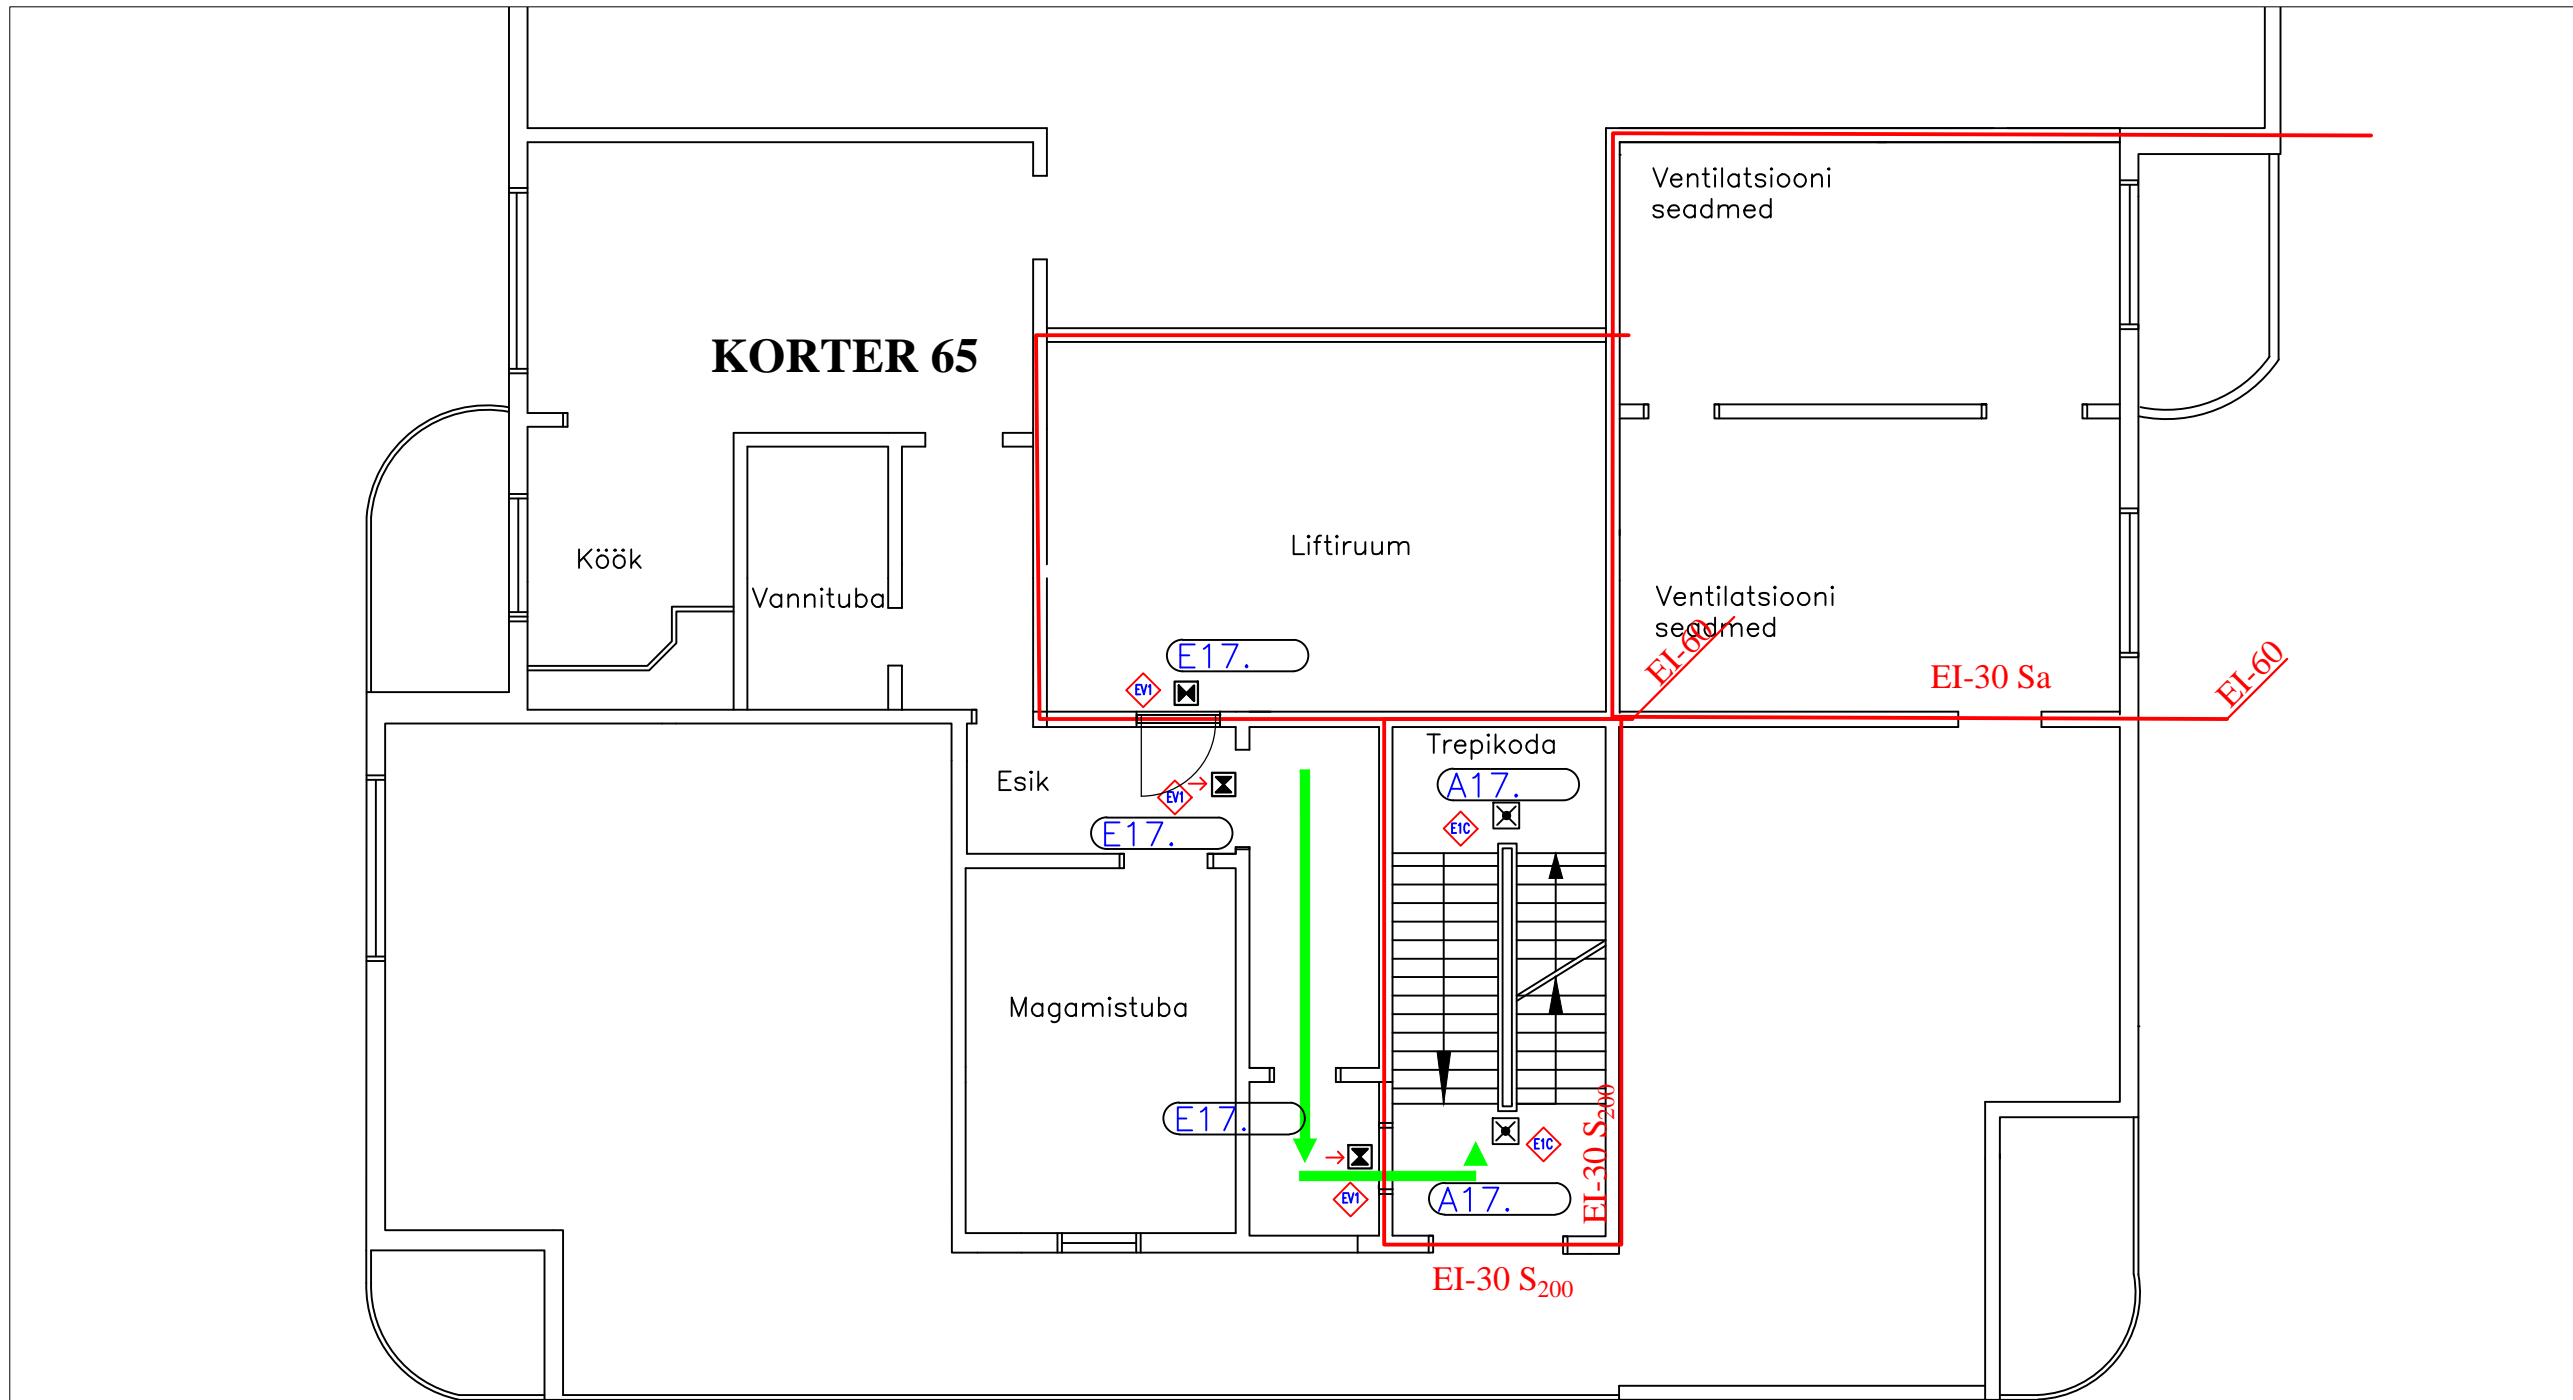 Ventilatsiooni
seadmed
KORTER 65
Liftiruum
Köök
Vannituba
Ventilatsiooni
seadmed
EI-60
E17.
EI-30 Sa
EI-60
EV1
Trepikoda
Esik
A17.
EV1
E1C
E17.
Magamistuba
E17.
E1C
EI-30 S200
EV1
A17.
EI-30 S200